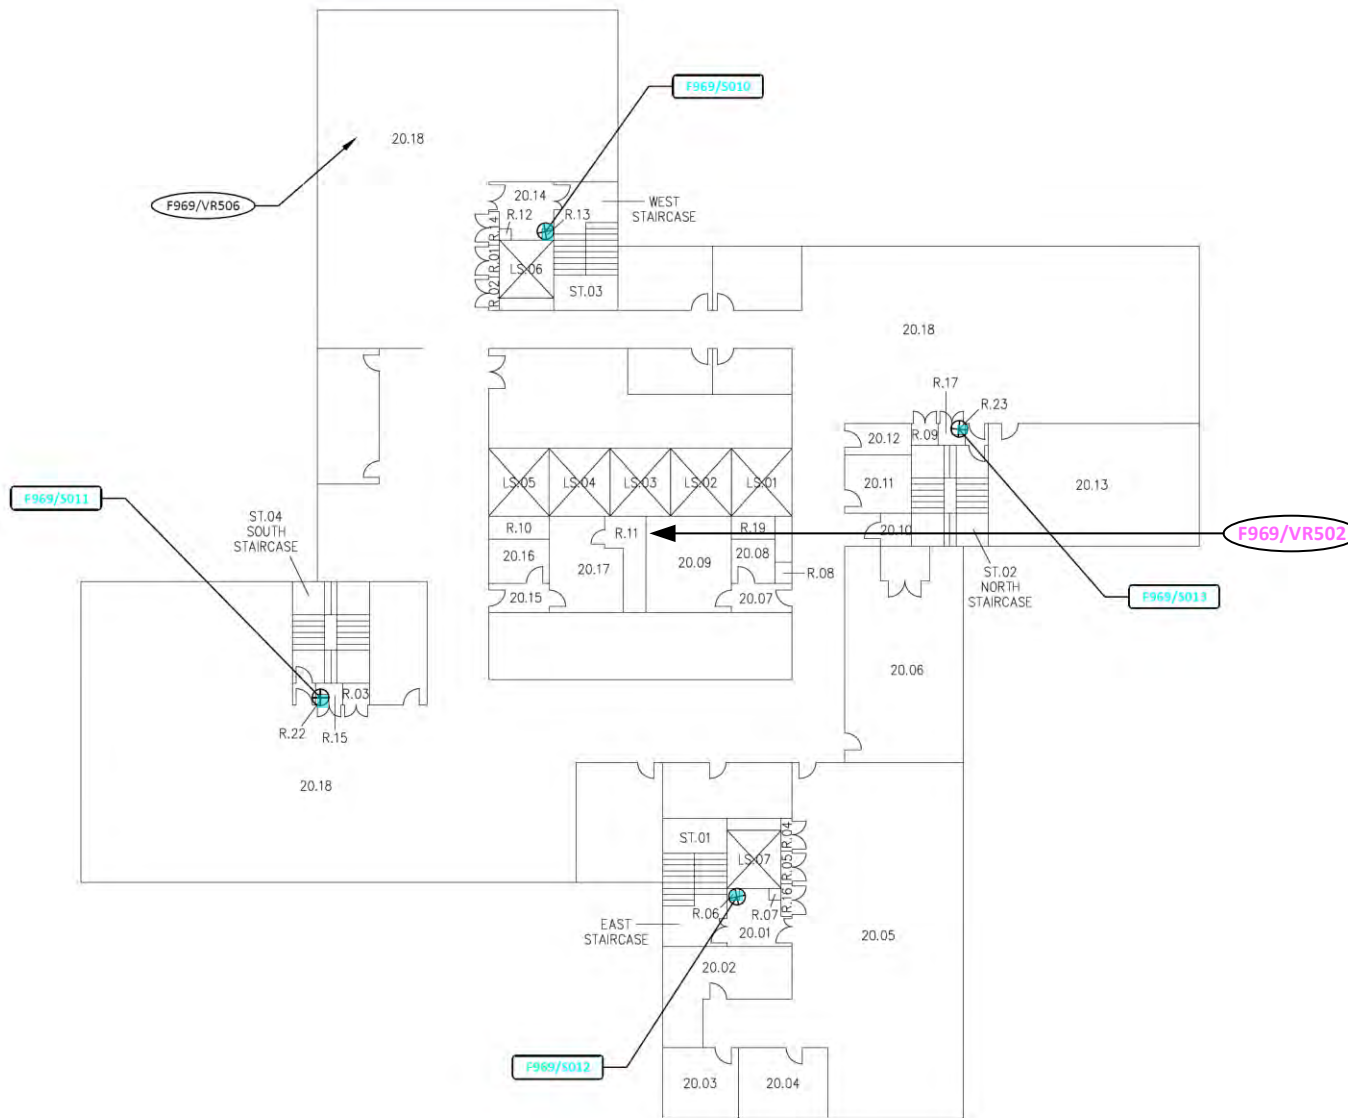 F969/S010
20.18
F969/VR506
20.14
WEST
STAIRCASE
R.12
R.13
R.14
R.01
LS.06
R.02
ST.03
20.18
R.17
R.23
20.12
R.09
LS.05
LS.04
LS.03
LS.02
LS.01
20.11
20.13
F969/S011
ST.04
SOUTH
STAIRCASE
R.10
R.11
R.19
20.10
F969/VR502
20.16
20.17
20.09
20.08
R.08
ST.02
NORTH
STAIRCASE
20.15
20.07
F969/S013
20.06
R.03
R.22
R.15
20.18
ST.01
R.04
LS.07
R.05
R.16
R.06
R.07
EAST
STAIRCASE
20.01
20.05
20.02
F969/S012
20.03
20.04